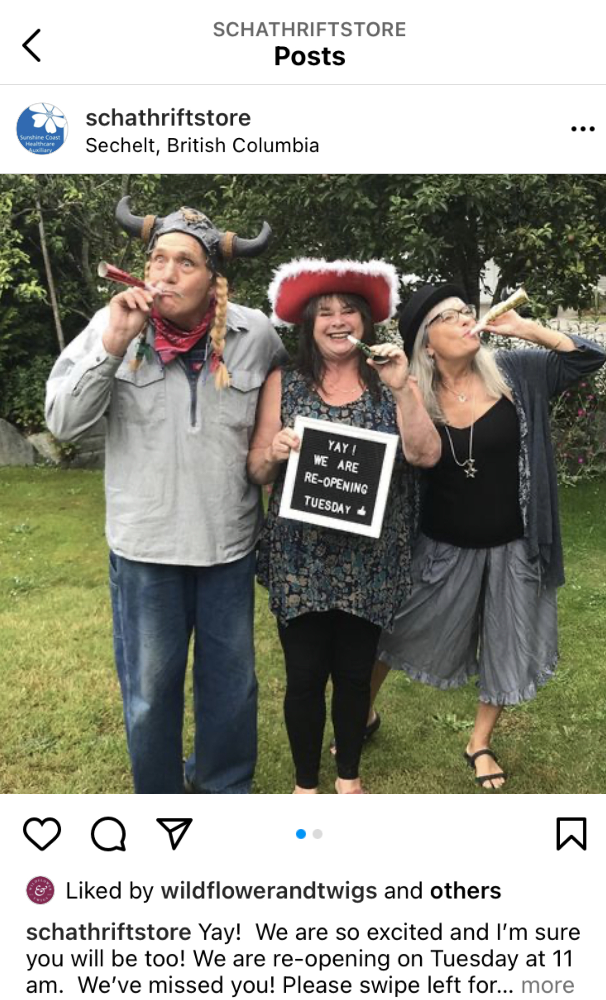 SCHATHRIFTSTORE
Posts
schathriftstore
Sechelt, British Columbia
Sunshine Coast
Healthcare
Auxiliary
YAY!
WE ARE
RE-OPENING
TUESDAY
Liked by wildflowerandtwigs and others
WILDFLOWER
&
TWIGS
schathriftstore Yay!  We are so excited and I’m sure
you will be too! We are re-opening on Tuesday at 11
am.  We’ve missed you! Please swipe left for... more